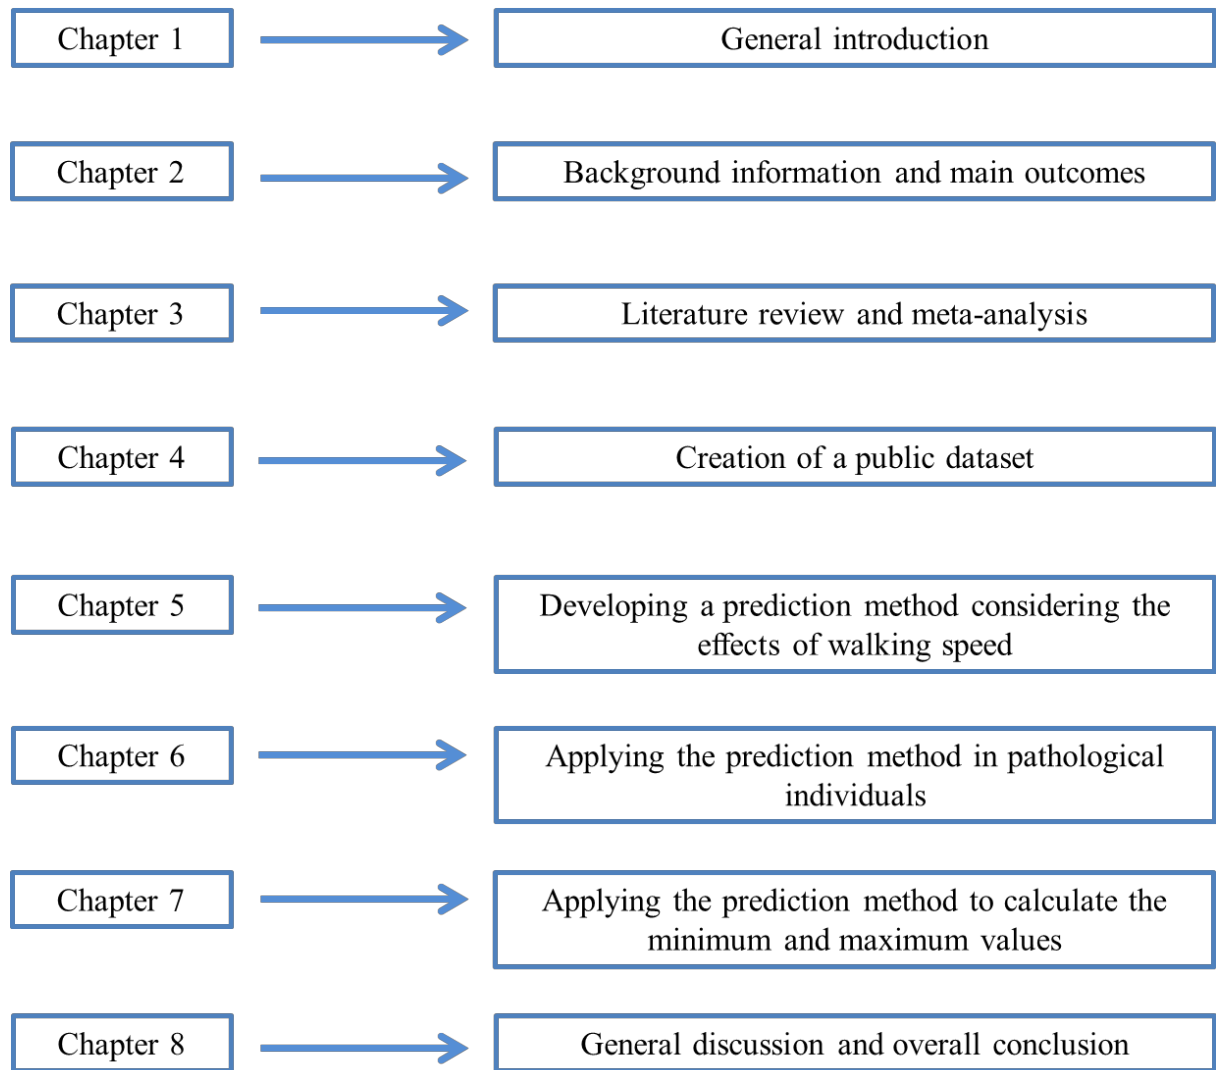 Chapter 1
General introduction
Chapter 2
Background information and main outcomes
Chapter 3
Literature review and meta-analysis
Chapter 4
Creation of a public dataset
Chapter 5
Developing a prediction method considering the
effects of walking speed
Chapter 6
Applying the prediction method in pathological
individuals
Chapter 7
Applying the prediction method to calculate the
minimum and maximum values
Chapter 8
General discussion and overall conclusion